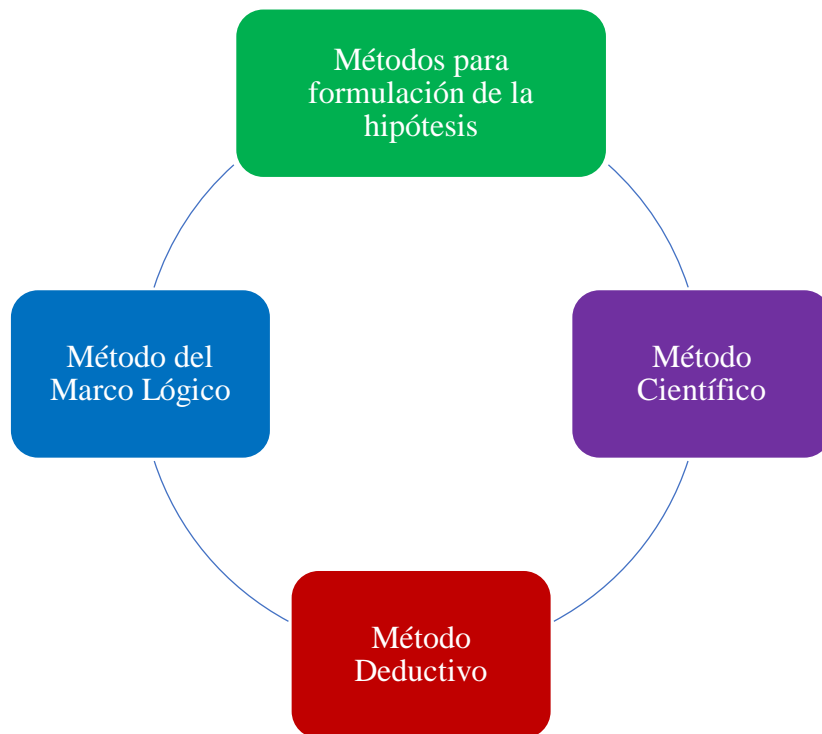 Métodos para
formulación de la
hipótesis
Método del
Marco Lógico
Método
Científico
Método
Deductivo